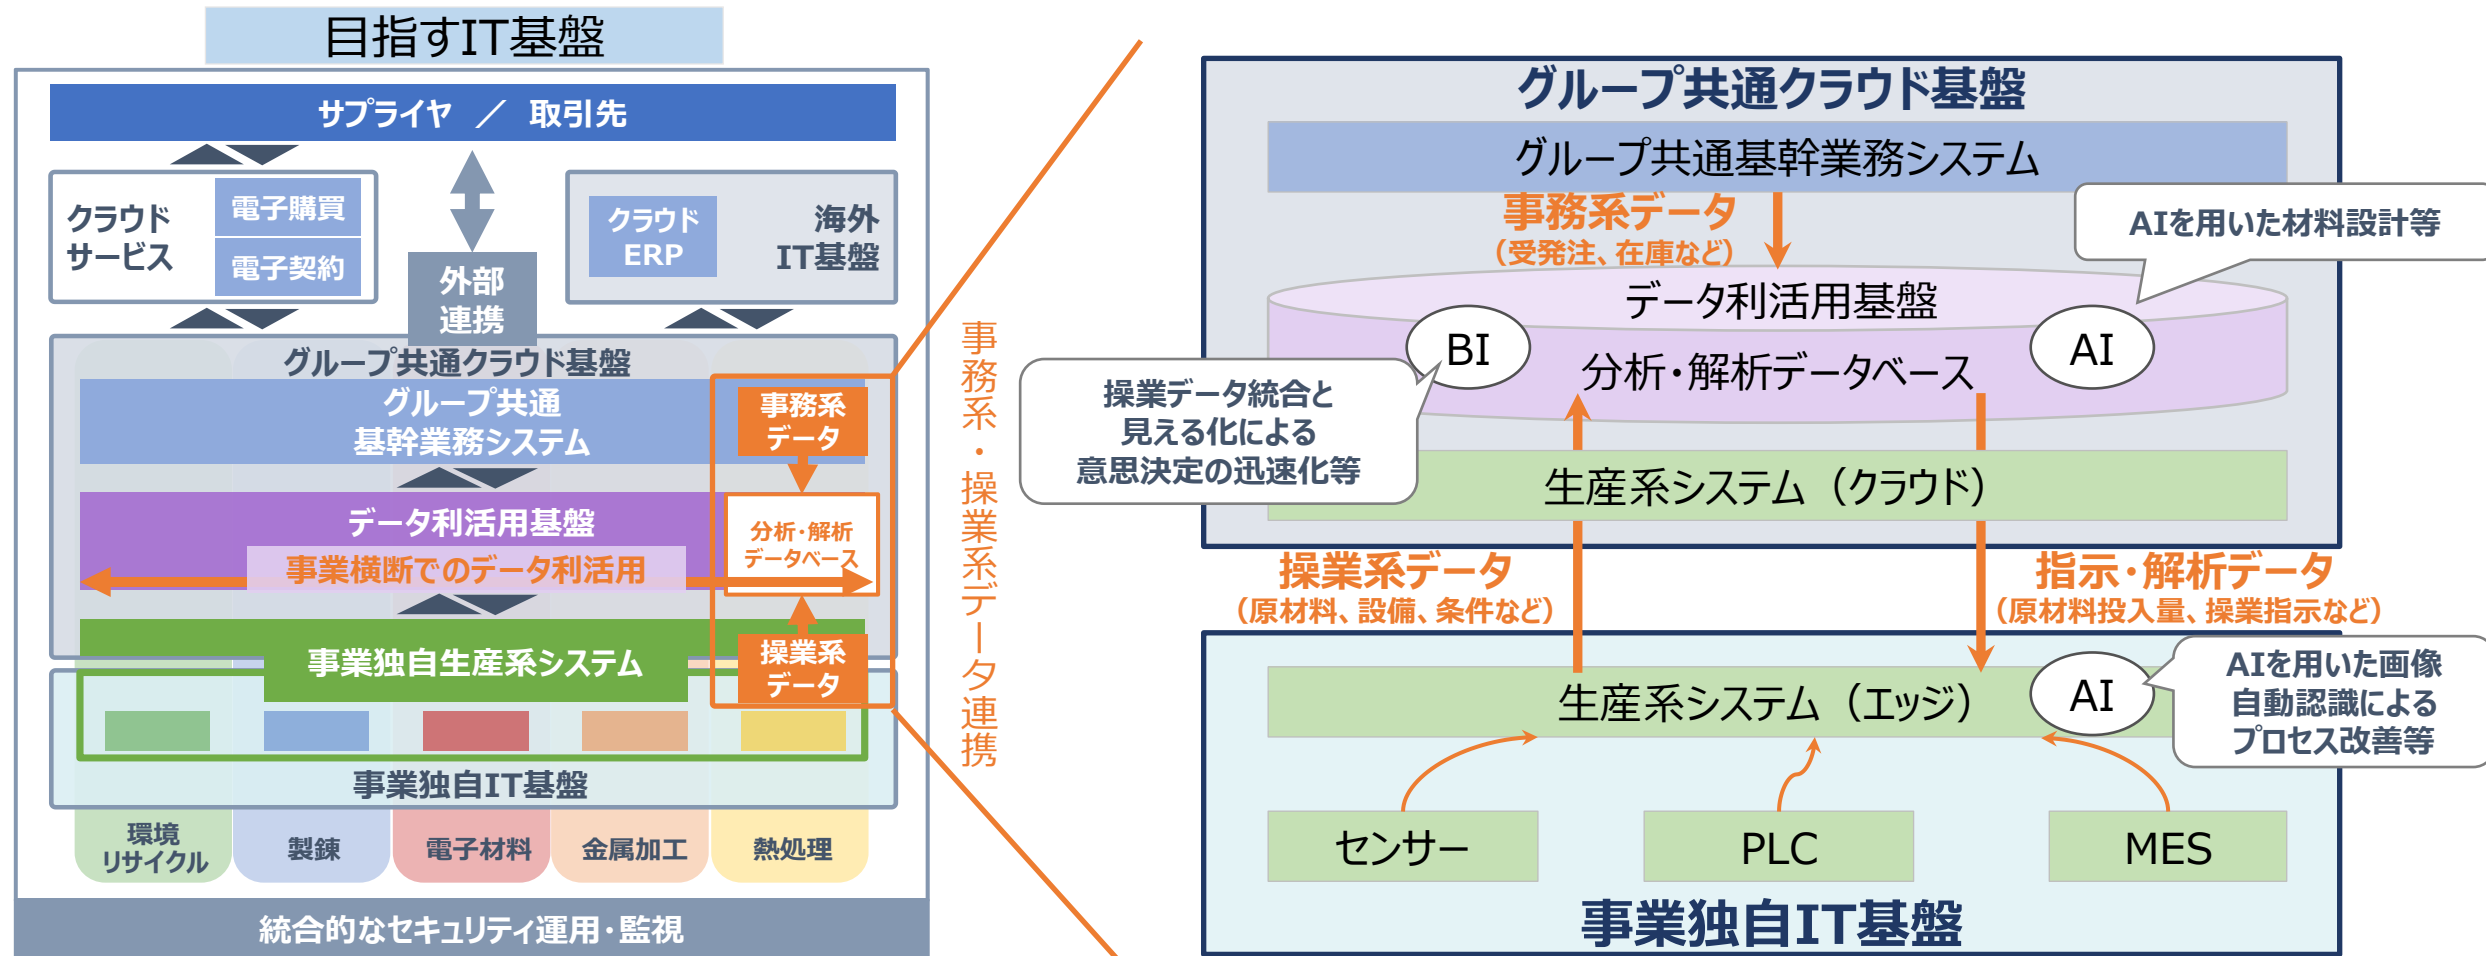 目指すIT基盤
サプライヤ ／ 取引先
クラウド
サービス
電子購買
電子契約
外部
連携
クラウド
ERP
海外
IT基盤
グループ共通クラウド基盤
グループ共通
基幹業務システム
事務系
データ
データ利活用基盤
事業横断でのデータ利活用
分析・解析
データベース
事業独自生産系システム
操業系
データ
事業独自IT基盤
環境
リサイクル
製錬
電子材料
金属加工
熱処理
統合的なセキュリティ運用・監視
事務系・操業系データ連携
グループ共通クラウド基盤
グループ共通基幹業務システム
事務系データ
（受発注、在庫など）
AIを用いた材料設計等
データ利活用基盤
BI
分析・解析データベース
AI
操業データ統合と
見える化による
意思決定の迅速化等
生産系システム（クラウド）
操業系データ
（原材料、設備、条件など）
指示・解析データ
（原材料投入量、操業指示など）
生産系システム（エッジ）
AI
AIを用いた画像
自動認識による
プロセス改善等
センサー
PLC
MES
事業独自IT基盤